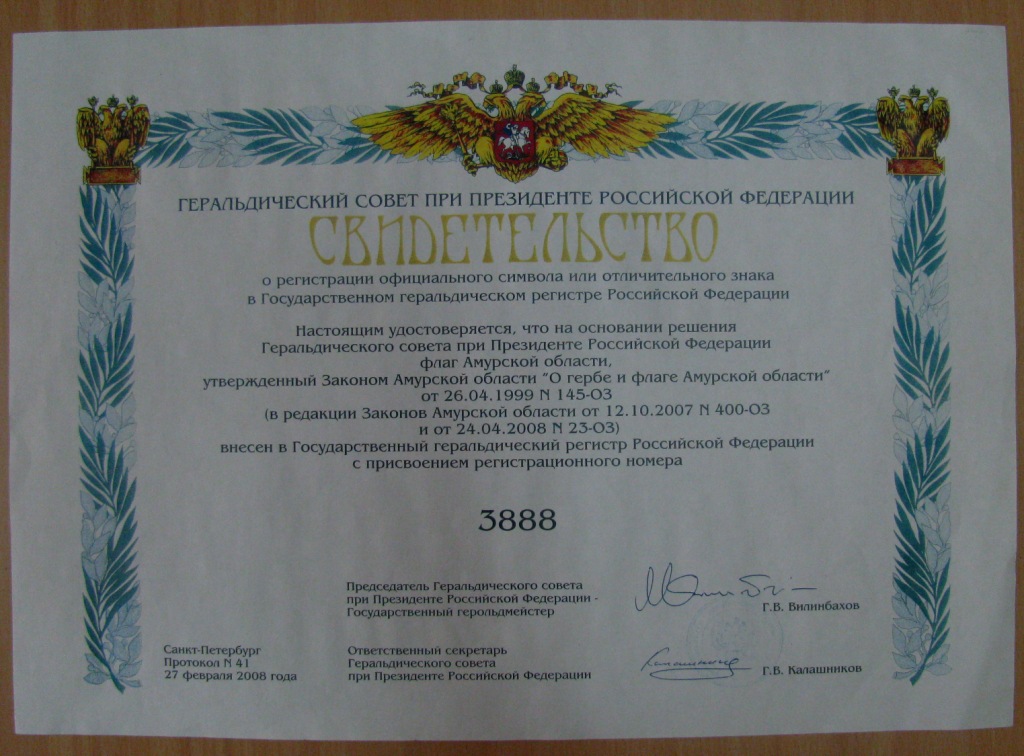 ГЕРАЛЬДИЧЕСКИЙ СОВЕТ ПРИ ПРЕЗИДЕНТЕ РОССИЙСКОЙ ФЕДЕРАЦИИ
СВИДЕТЕЛЬСТВО
о регистрации официального символа или отличительного знака
в Государственном геральдическом регистре Российской Федерации
Настоящим удостоверяется, что на основании решения
Геральдического совета при Президенте Российской Федерации
флаг Амурской области,
утвержденный Законом Амурской области "О гербе и флаге Амурской области"
от 26.04.1999 N 145-ОЗ
(в редакции Законов Амурской области от 12.10.2007 N 400-ОЗ
и от 24.04.2008 N 23-ОЗ)
внесен в Государственный геральдический регистр Российской Федерации
с присвоением регистрационного номера
3888
Председатель Геральдического совета
при Президенте Российской Федерации -
Государственный герольдмейстер
Г.В. Вилинбахов
Санкт-Петербург
Протокол N 41
27 февраля 2008 года
Ответственный секретарь
Геральдического совета
при Президенте Российской Федерации
Г.В. Калашников